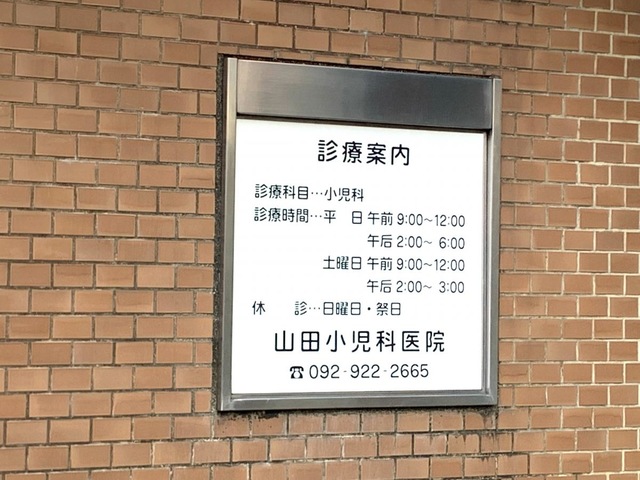 診療案内
診療科目…小児科
診療時間…平　日 午前 9:00〜12:00
午后 2:00〜 6:00
土曜日 午前 9:00〜12:00
午后 2:00〜 3:00
休　診…日曜日・祭日
山田小児科医院
☎092-922-2665